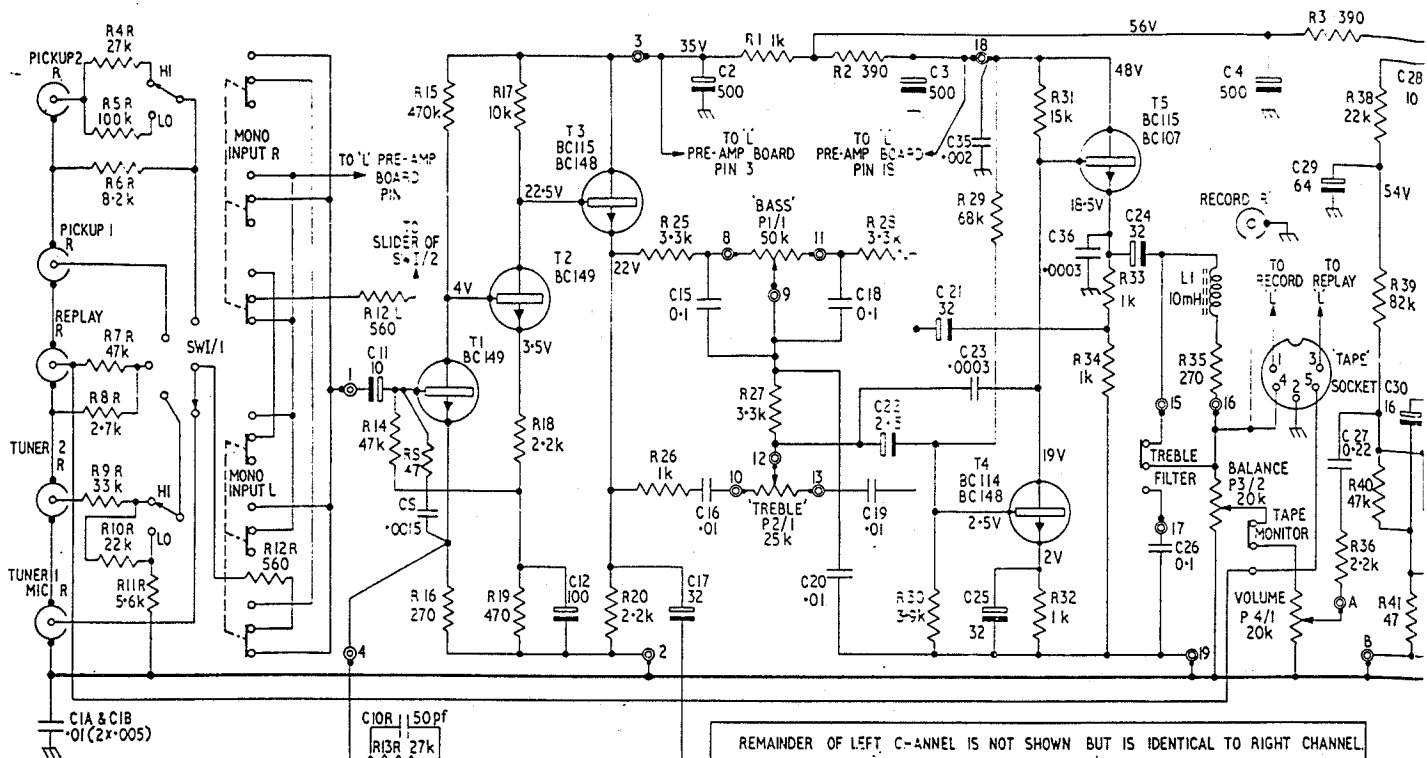 R4R
27k
PICKUP2
R
HI
R5R
100k
LO
R6R
8.2k
PICKUP 1
R
REPLAY
R
R7R
47k
SW1/1
R8R
2.7k
TUNER 2
R
R9R
33k
HI
R10R
22k
LO
R11R
5.6k
TUNER 1
MIC R
C1A & C1B
.01(2X.005)
MONO
INPUT R
MONO
INPUT L
R12R
560
TO 'L' PRE-AMP
BOARD
PIN
TO
SLIDER OF
SW1/2
R12L
560
C11
10
1
R14
47k
RS
47
CS
.0015
4
C10R
50pf
R13R 27k
R15
470k
4V
T1
BC149
R16
270
R17
10k
22.5V
T2
BC149
3.5V
R18
2.2k
R19
470
C12
100
T3
BC115
BC148
22V
R20
2.2k
C17
32
2
3
35V
C2
500
TO 'L'
PRE-AMP BOARD
PIN 3
R1 1k
R2 390
C3
500
TO 'L'
PRE-AMP BOARD
PIN 18
18
C35
.002
56V
R3 390
C4
500
R25
3.3k
8
'BASS'
P1/1
50k
11
R28
3.3k
9
C15
0.1
C18
0.1
R27
3.3k
12
R26
1k
C16
.01
10
'TREBLE'
P2/1
25k
13
C19
.01
C20
.01
C21
32
C23
.0003
C22
2.5
R29
68k
R30
3.9k
C25
32
R31
15k
48V
T5
BC115
BC107
18.5V
C36
.0003
R33
1k
R34
1k
19V
T4
BC114
BC148
2.5V
2V
R32
1k
C24
32
L1
10mH
R35
270
15
16
TREBLE
FILTER
17
C26
0.1
19
RECORD 'R'
TO
RECORD
'L'
TO
REPLAY
'L'
1
3
4
2
5
'TAPE'
SOCKET
BALANCE
P3/2
20k
TAPE
MONITOR
VOLUME
P4/1
20k
C28
10
R38
22k
C29
64
54V
R39
82k
C30
16
C27
0.22
R40
47k
R36
2.2k
A
R41
47
B
REMAINDER OF LEFT CHANNEL IS NOT SHOWN BUT IS IDENTICAL TO RIGHT CHANNEL.